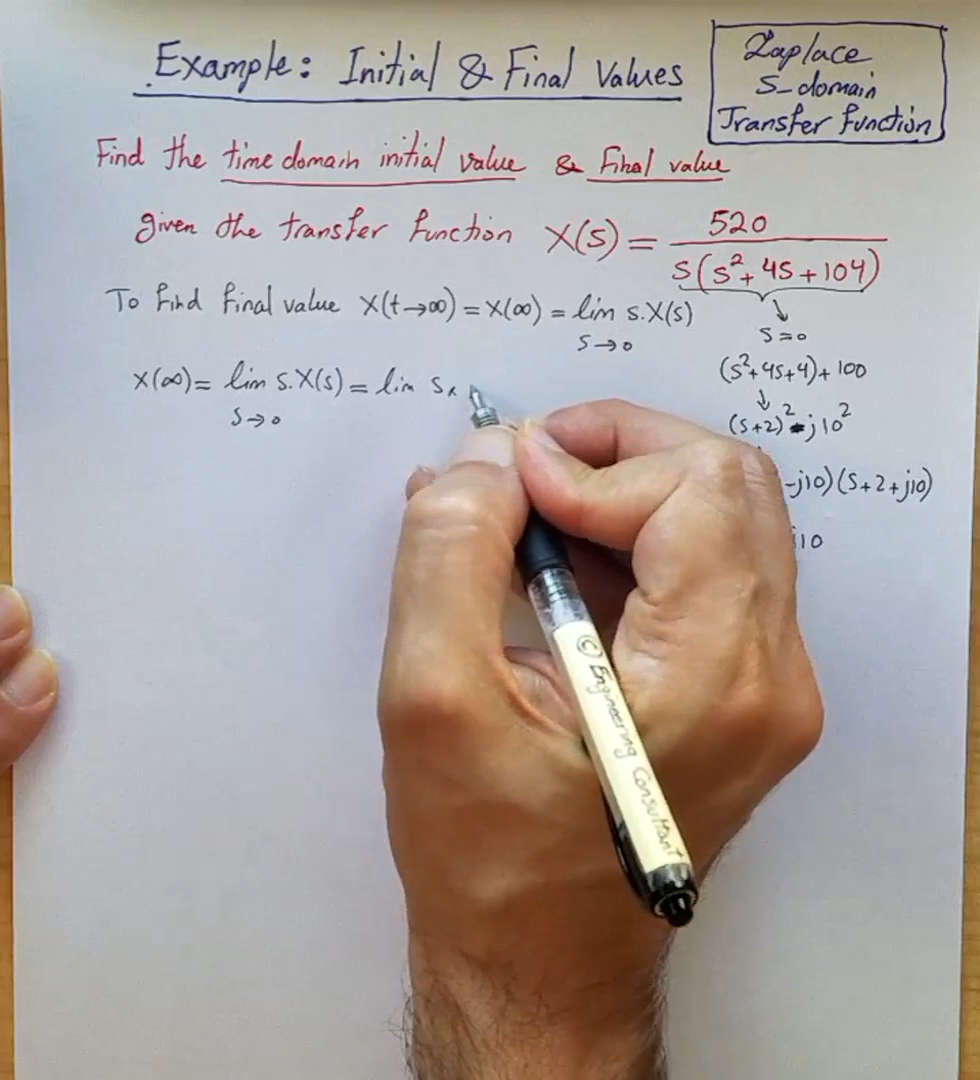 Example: Initial & Final Values
Laplace
S-domain
Transfer function
Find the time domain initial value & Final value
given the transfer function X(S) = 520 / S(S²+4S+104)
To find final value X(t→∞) = X(∞) = lim S.X(S)
S→0
S=0
X(∞) = lim S.X(S) = lim S×
S→0
(S²+4S+4)+100
(S+2)² - j10²
-j10)(S+2+j10)
j10
© Engineering Consultant